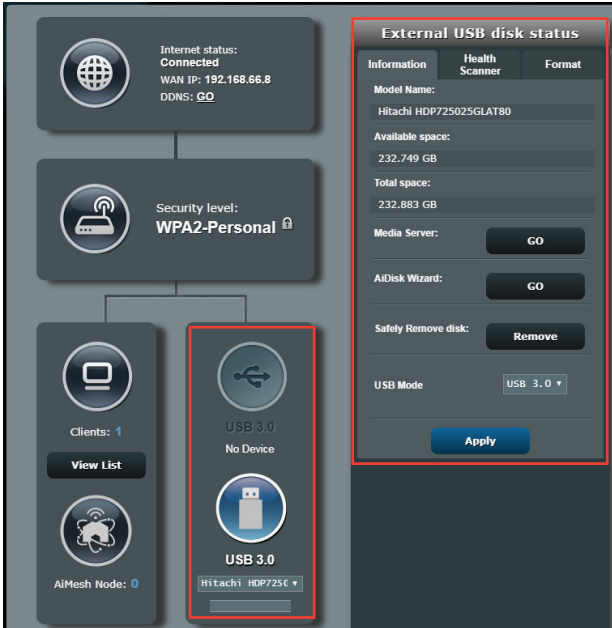 Internet status:
Connected
WAN IP: 192.168.66.8
DDNS: GO
Security level:
WPA2-Personal
Clients: 1
View List
AiMesh Node: 0
USB 3.0
No Device
USB 3.0
Hitachi HDP7250
External USB disk status
Information
Health
Scanner
Format
Model Name:
Hitachi HDP725025GLAT80
Available space:
232.749 GB
Total space:
232.883 GB
Media Server:
GO
AiDisk Wizard:
GO
Safely Remove disk:
Remove
USB Mode
USB 3.0
Apply